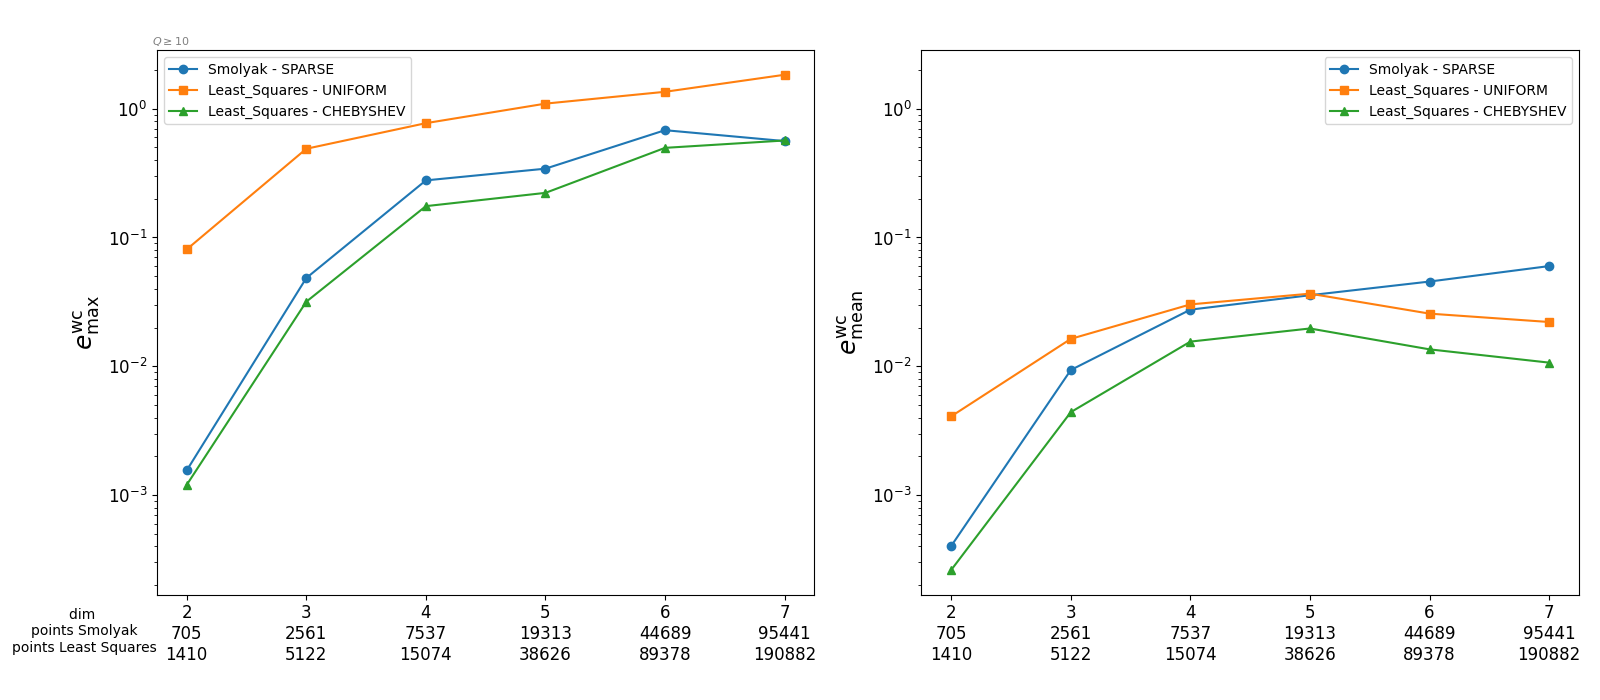 Q ≥ 10
Smolyak - SPARSE
Least_Squares - UNIFORM
Least_Squares - CHEBYSHEV
10⁰
10⁻¹
10⁻²
10⁻³
e^wc_max
2 3 4 5 6 7
705 2561 7537 19313 44689 95441
1410 5122 15074 38626 89378 190882
dim
points Smolyak
points Least Squares
Smolyak - SPARSE
Least_Squares - UNIFORM
Least_Squares - CHEBYSHEV
10⁰
10⁻¹
10⁻²
10⁻³
e^wc_mean
2 3 4 5 6 7
705 2561 7537 19313 44689 95441
1410 5122 15074 38626 89378 190882